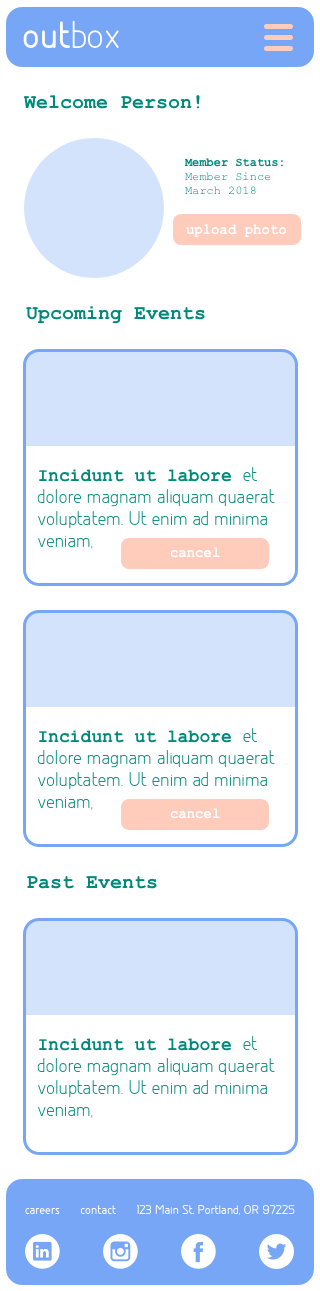 outbox
Welcome Person!
Member Status:
Member Since
March 2018
upload photo
Upcoming Events
Incidunt ut labore et
dolore magnam aliquam quaerat
voluptatem. Ut enim ad minima
veniam,
cancel
Incidunt ut labore et
dolore magnam aliquam quaerat
voluptatem. Ut enim ad minima
veniam,
cancel
Past Events
Incidunt ut labore et
dolore magnam aliquam quaerat
voluptatem. Ut enim ad minima
veniam,
careers contact 123 Main St. Portland, OR 97225